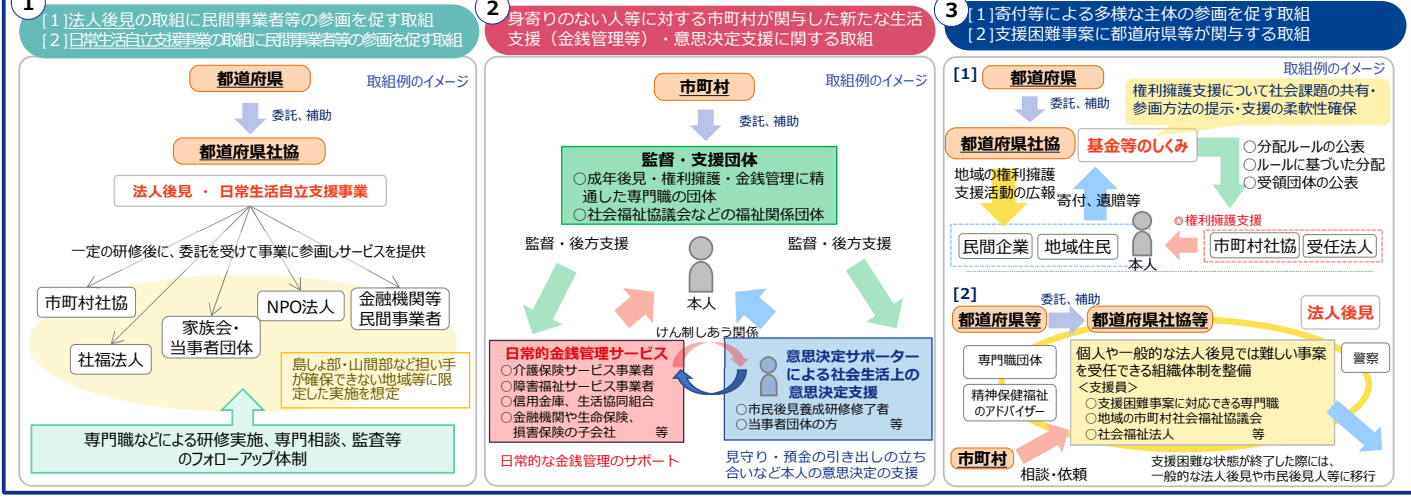 1
[1]法人後見の取組に民間事業者等の参画を促す取組
[2]日常生活自立支援事業の取組に民間事業者等の参画を促す取組
取組例のイメージ
都道府県
委託、補助
都道府県社協
法人後見 ・ 日常生活自立支援事業
一定の研修後に、委託を受けて事業に参画しサービスを提供
市町村社協
社福法人
家族会・
当事者団体
NPO法人
金融機関等
民間事業者
島しょ部・山間部など担い手
が確保できない地域等に限
定した実施を想定
専門職などによる研修実施、専門相談、監査等
のフォローアップ体制
2
身寄りのない人等に対する市町村が関与した新たな生活
支援（金銭管理等）・意思決定支援に関する取組
取組例のイメージ
市町村
委託、補助
監督・支援団体
○成年後見・権利擁護・金銭管理に精
通した専門職の団体
○社会福祉協議会などの福祉関係団体
監督・後方支援
監督・後方支援
本人
けん制しあう関係
日常的金銭管理サービス
○介護保険サービス事業者
○障害福祉サービス事業者
○信用金庫、生活協同組合
○金融機関や生命保険、
損害保険の子会社 等
日常的な金銭管理のサポート
意思決定サポーター
による社会生活上の
意思決定支援
○市民後見養成研修修了者
○当事者団体の方 等
見守り・預金の引き出しの立ち
合いなど本人の意思決定の支援
3
[1]寄付等による多様な主体の参画を促す取組
[2]支援困難事案に都道府県等が関与する取組
取組例のイメージ
[1]
都道府県
委託、補助
権利擁護支援について社会課題の共有・
参画方法の提示・支援の柔軟性確保
都道府県社協
基金等のしくみ
○分配ルールの公表
○ルールに基づいた分配
○受領団体の公表
地域の権利擁護
支援活動の広報
寄付、遺贈等
◎権利擁護支援
民間企業
地域住民
本人
市町村社協
受任法人
[2]
委託、補助
都道府県等
都道府県社協等
法人後見
専門職団体
精神保健福祉
のアドバイザー
個人や一般的な法人後見では難しい事案
を受任できる組織体制を整備
＜支援員＞
○支援困難事案に対応できる専門職
○地域の市町村社会福祉協議会
○社会福祉法人 等
警察
市町村
相談・依頼
支援困難な状態が終了した際には、
一般的な法人後見や市民後見人等に移行